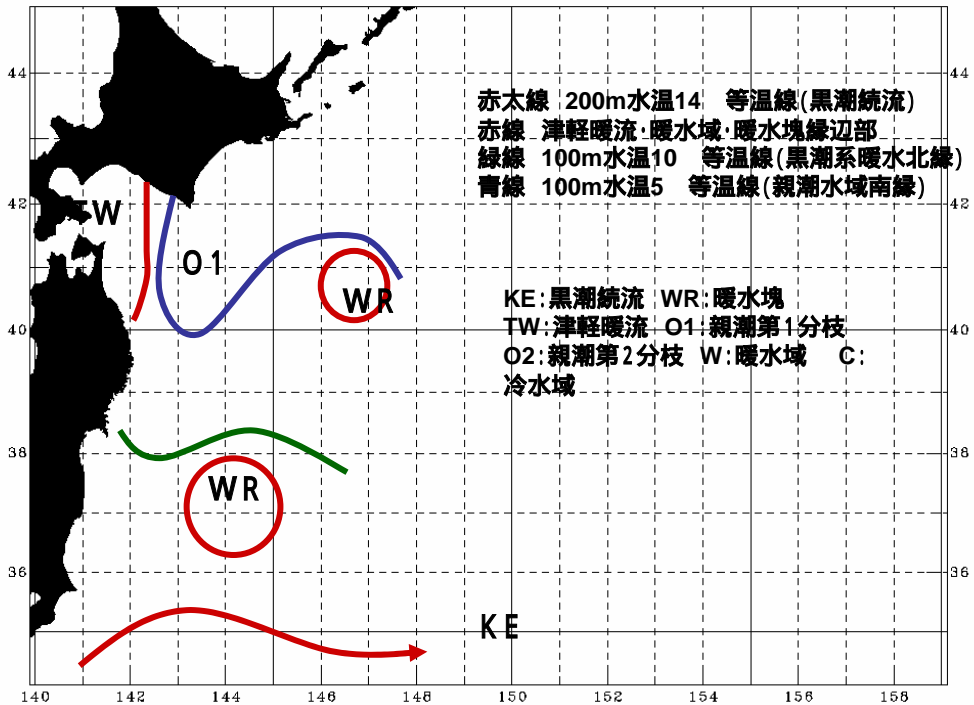 44 44
赤太線 200m水温14 等温線(黒潮続流)
赤線 津軽暖流・暖水域・暖水塊縁辺部
緑線 100m水温10 等温線(黒潮系暖水北縁)
青線 100m水温5 等温線(親潮水域南縁)
42 42
TW
O1
WR
KE:黒潮続流 WR:暖水塊
TW:津軽暖流 O1:親潮第1分枝
40 40
O2:親潮第2分枝 W:暖水域 C:
冷水域
38 38
WR
36 36
KE
140 142 144 146 148 150 152 154 156 158